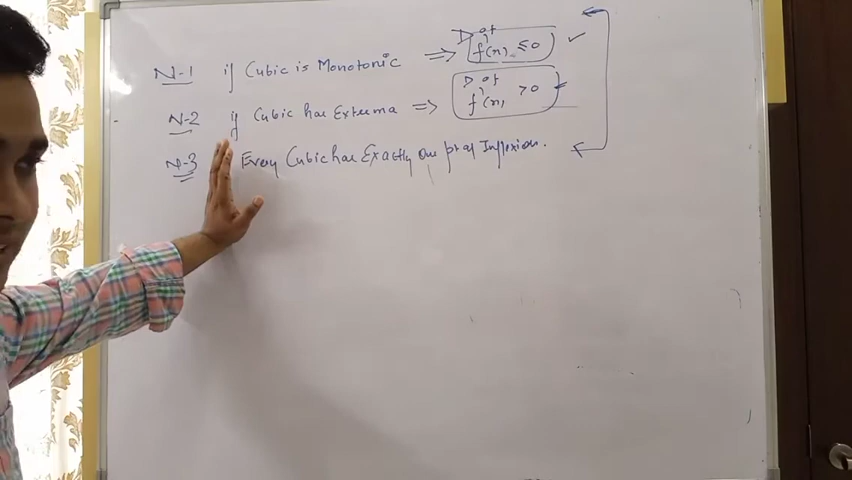 N-1 if Cubic is Monotonic ⇒ D of f'(x) ≤ 0 ✓
N-2 if Cubic has Extrema ⇒ D of f'(x) > 0
N-3 Every Cubic has Exactly One pt of Inflexion.